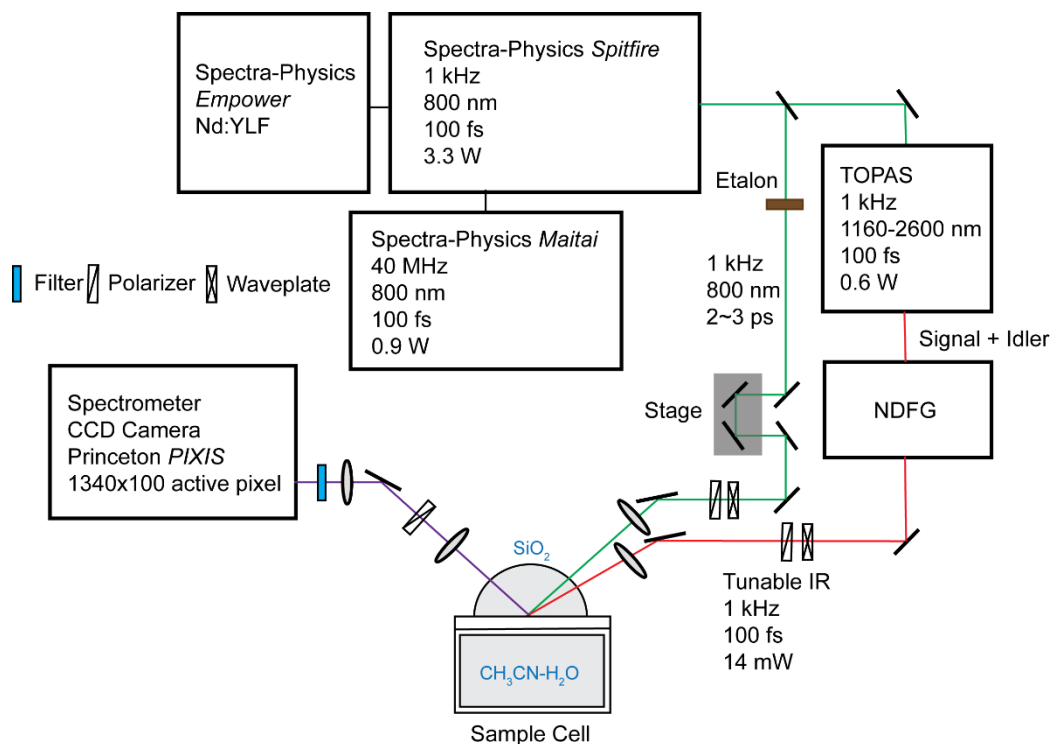 Spectra-Physics
Empower
Nd:YLF
Spectra-Physics Spitfire
1 kHz
800 nm
100 fs
3.3 W
Etalon
TOPAS
1 kHz
1160-2600 nm
100 fs
0.6 W
Spectra-Physics Maitai
40 MHz
800 nm
100 fs
0.9 W
1 kHz
800 nm
2~3 ps
Filter
Polarizer
Waveplate
Signal + Idler
Spectrometer
CCD Camera
Princeton PIXIS
1340x100 active pixel
Stage
NDFG
SiO₂
Tunable IR
1 kHz
100 fs
14 mW
CH₃CN-H₂O
Sample Cell